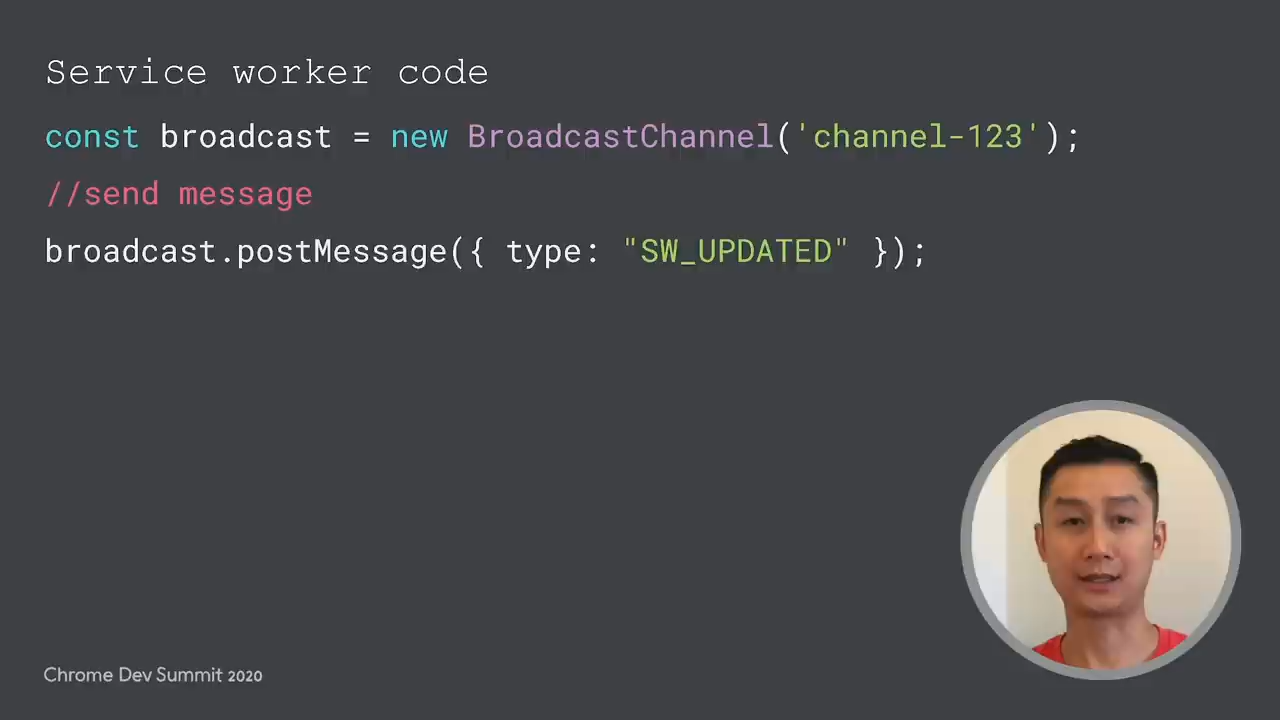 Service worker code
const broadcast = new BroadcastChannel('channel-123');
//send message
broadcast.postMessage({ type: "SW_UPDATED" });
Chrome Dev Summit 2020